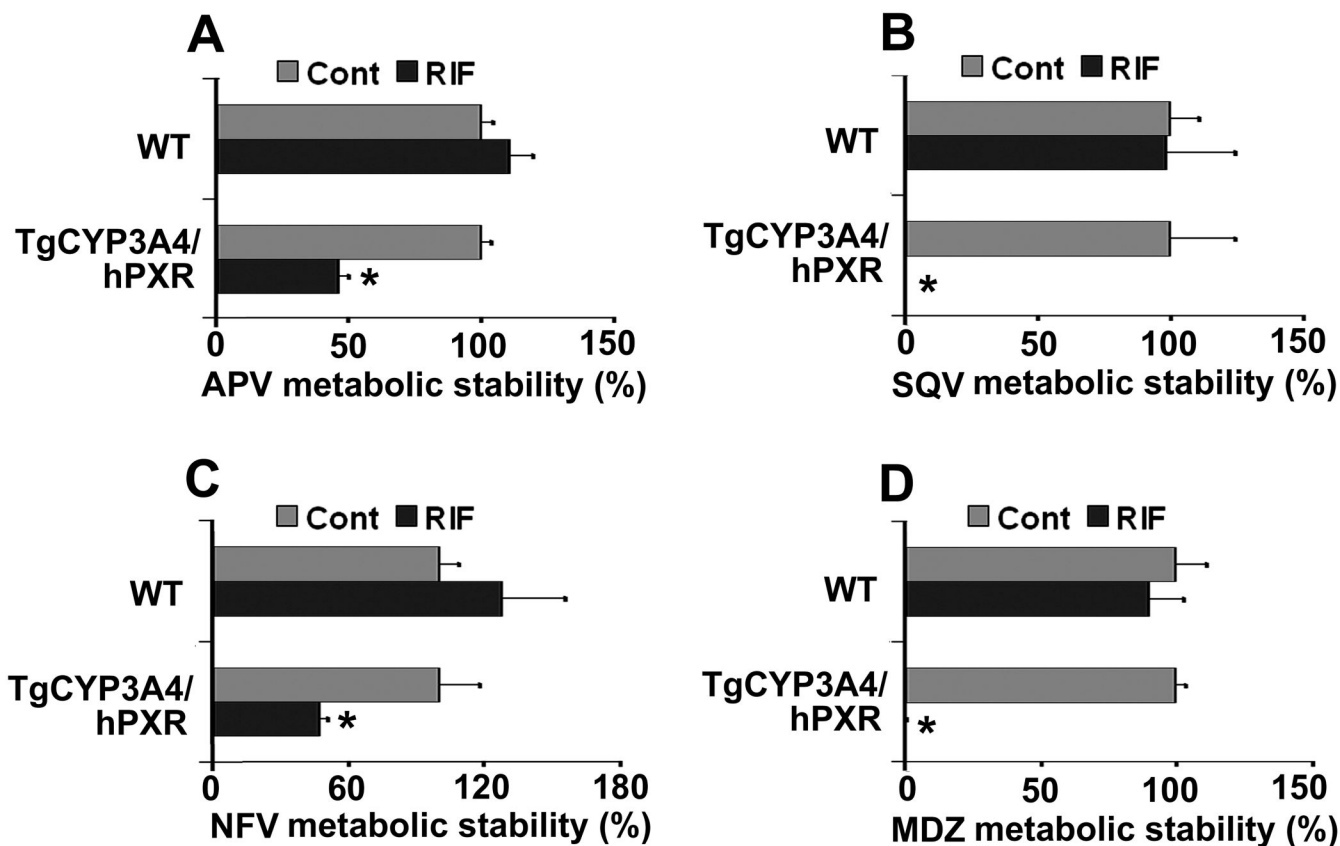 A
Cont RIF
WT
TgCYP3A4/
hPXR
*
0 50 100 150
APV metabolic stability (%)
B
Cont RIF
WT
TgCYP3A4/
hPXR
*
0 50 100 150
SQV metabolic stability (%)
C
Cont RIF
WT
TgCYP3A4/
hPXR
*
0 60 120 180
NFV metabolic stability (%)
D
Cont RIF
WT
TgCYP3A4/
hPXR
*
0 50 100 150
MDZ metabolic stability (%)